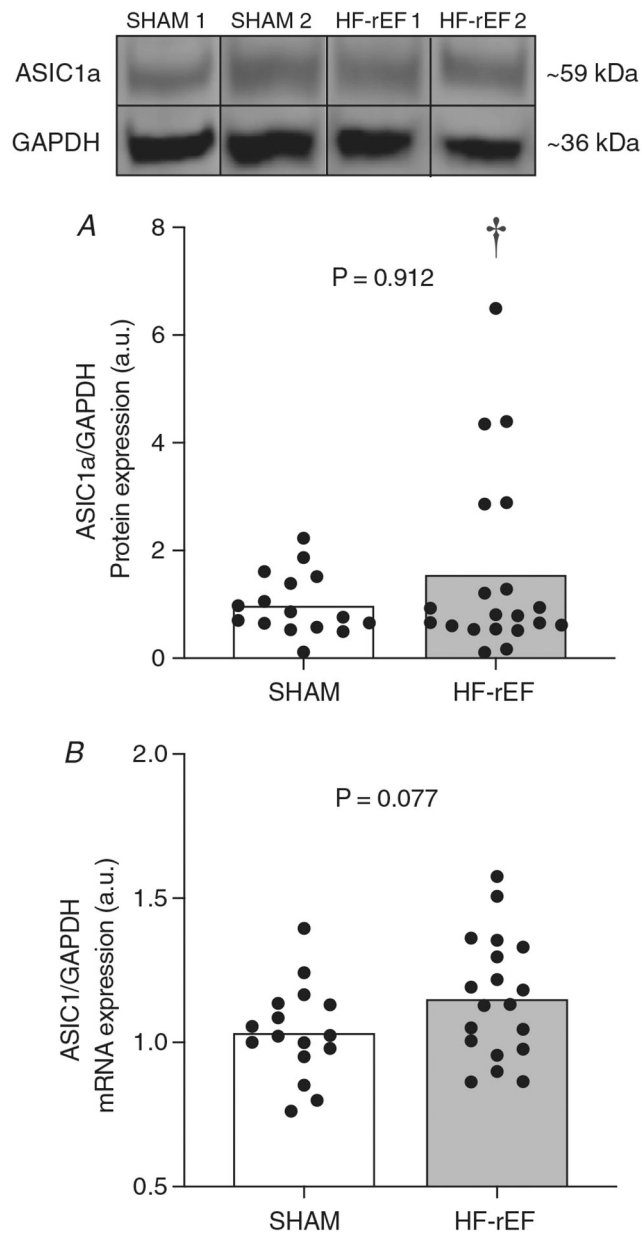 SHAM 1 SHAM 2 HF-rEF 1 HF-rEF 2
ASIC1a ~59 kDa
GAPDH ~36 kDa
A
8
†
P = 0.912
6
ASIC1a/GAPDH
Protein expression (a.u.)
4
2
0
SHAM HF-rEF
B
2.0
P = 0.077
1.5
ASIC1/GAPDH
mRNA expression (a.u.)
1.0
0.5
SHAM HF-rEF